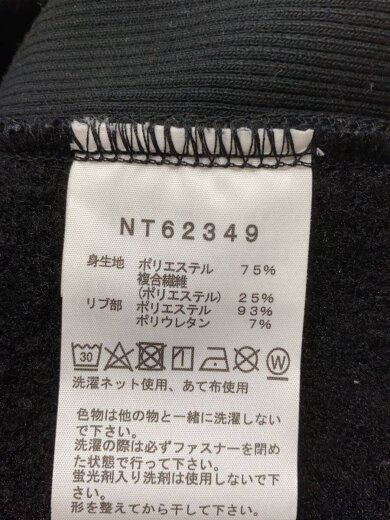 NT62349
身生地 ポリエステル 75%
複合繊維
(ポリエステル) 25%
リブ部 ポリエステル 93%
ポリウレタン 7%
30 W
洗濯ネット使用、あて布使用
色物は他の物と一緒に洗濯しない
で下さい。
洗濯の際は必ずファスナーを閉め
た状態で行って下さい。
蛍光剤入り洗剤は使用しない
で下さい。
形を整えてから干して下さい。